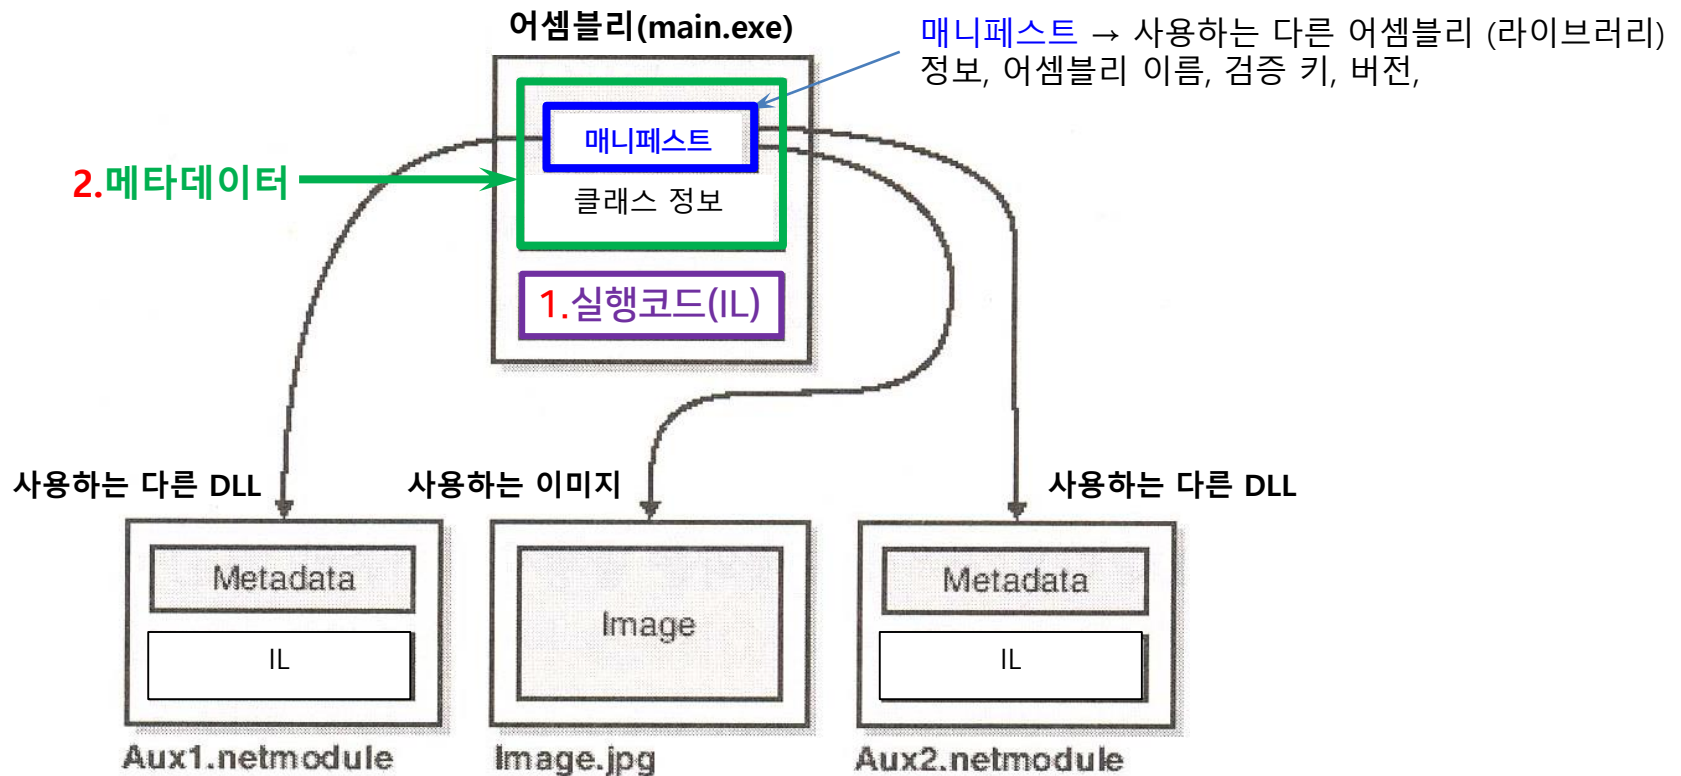 어셈블리(main.exe)
매니페스트 → 사용하는 다른 어셈블리 (라이브러리)
정보, 어셈블리 이름, 검증 키, 버전,
매니페스트
2.메타데이터
클래스 정보
1.실행코드(IL)
사용하는 다른 DLL
사용하는 이미지
사용하는 다른 DLL
Metadata
IL
Image
Metadata
IL
Aux1.netmodule
Image.jpg
Aux2.netmodule